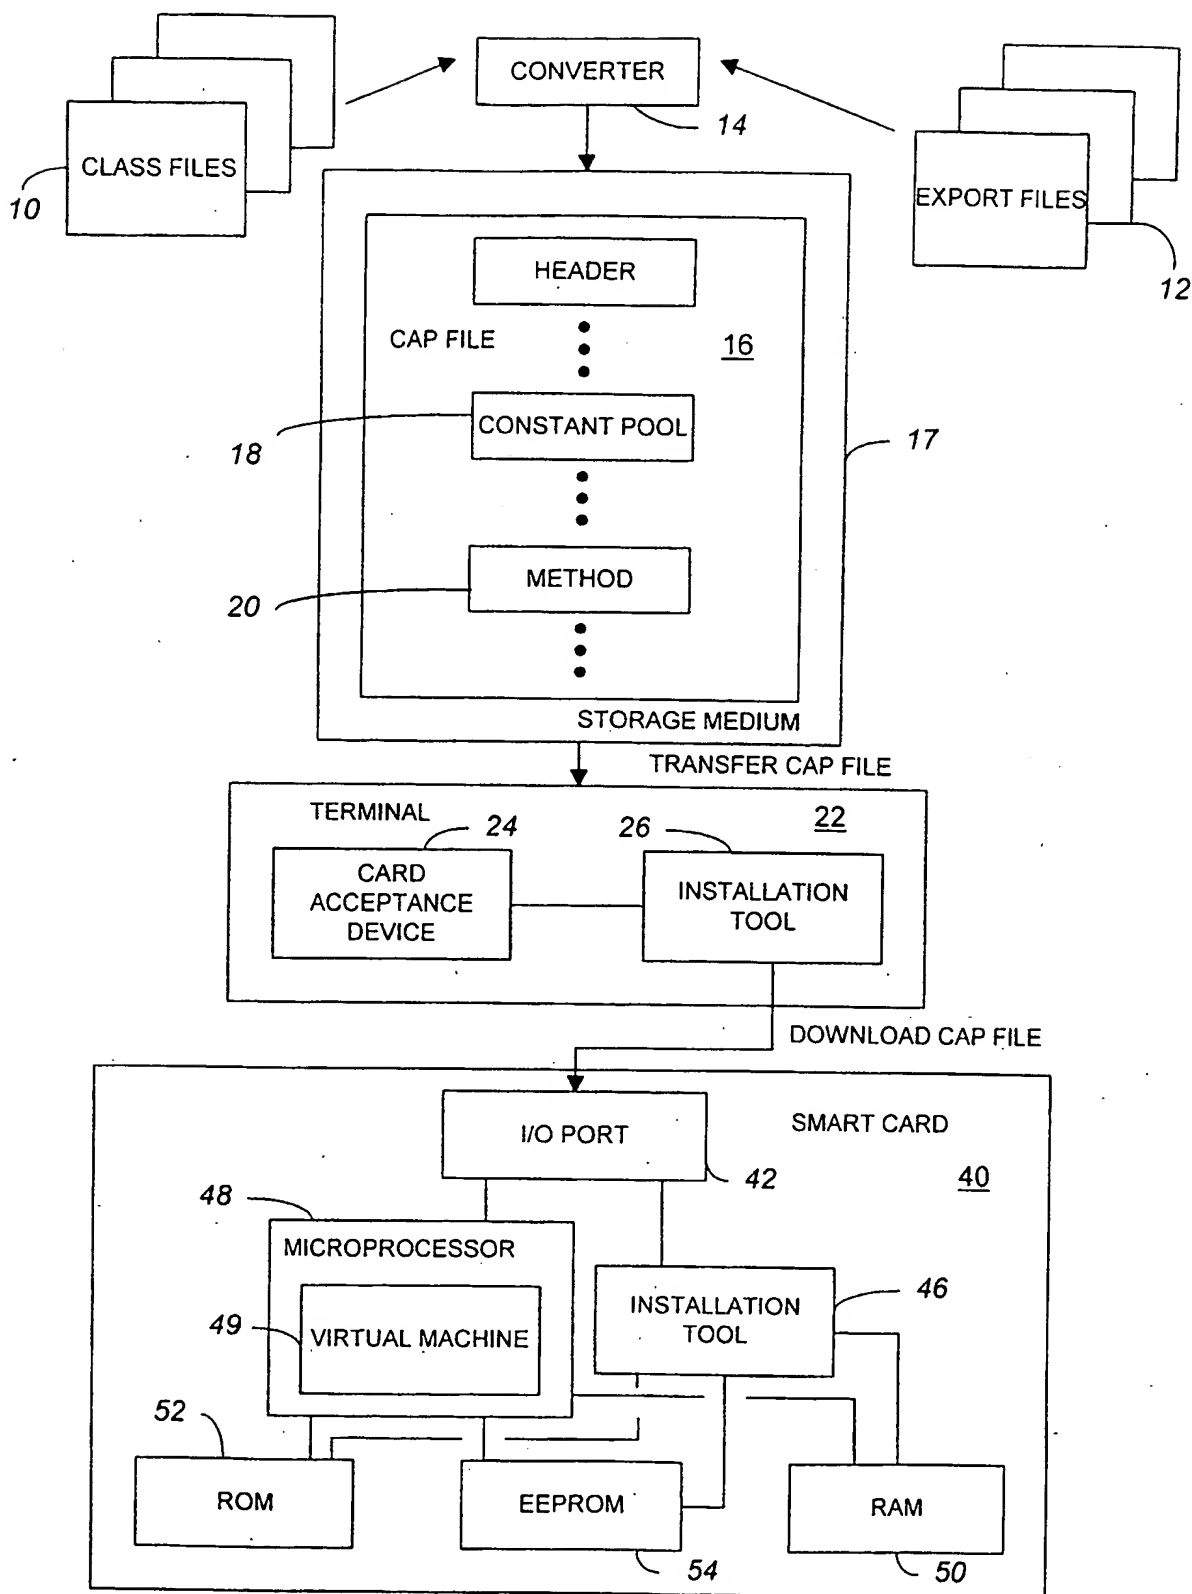 CONVERTER
14
CLASS FILES
10
EXPORT FILES
12
HEADER
CAP FILE
16
CONSTANT POOL
18
17
METHOD
20
STORAGE MEDIUM
TRANSFER CAP FILE
TERMINAL
22
24
26
CARD
ACCEPTANCE
DEVICE
INSTALLATION
TOOL
DOWNLOAD CAP FILE
I/O PORT
SMART CARD
42
40
48
MICROPROCESSOR
46
INSTALLATION
TOOL
49
VIRTUAL MACHINE
52
ROM
EEPROM
RAM
54
50